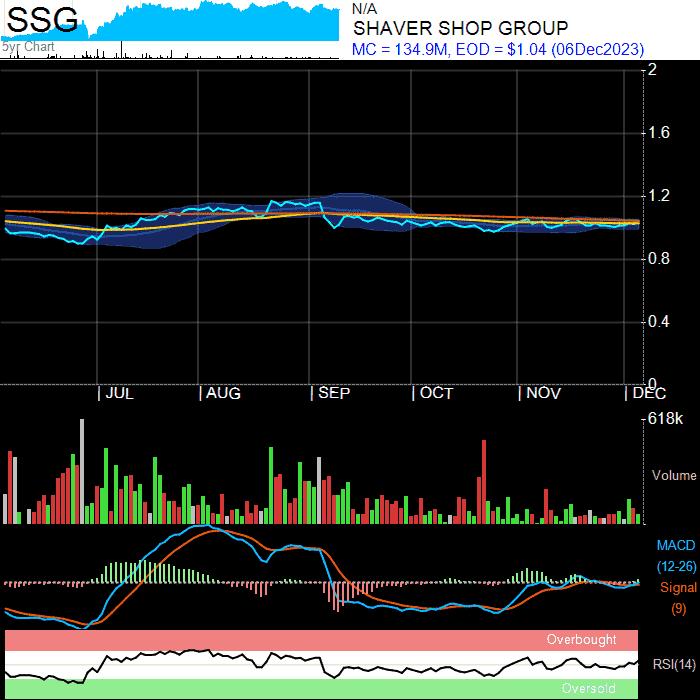 SSG
5yr Chart
N/A
SHAVER SHOP GROUP
MC = 134.9M, EOD = $1.04 (06Dec2023)
2
1.6
1.2
0.8
0.4
0
| JUL | AUG | SEP | OCT | NOV | DEC
618k
Volume
MACD
(12-26)
Signal
(9)
Overbought
RSI(14)
Oversold